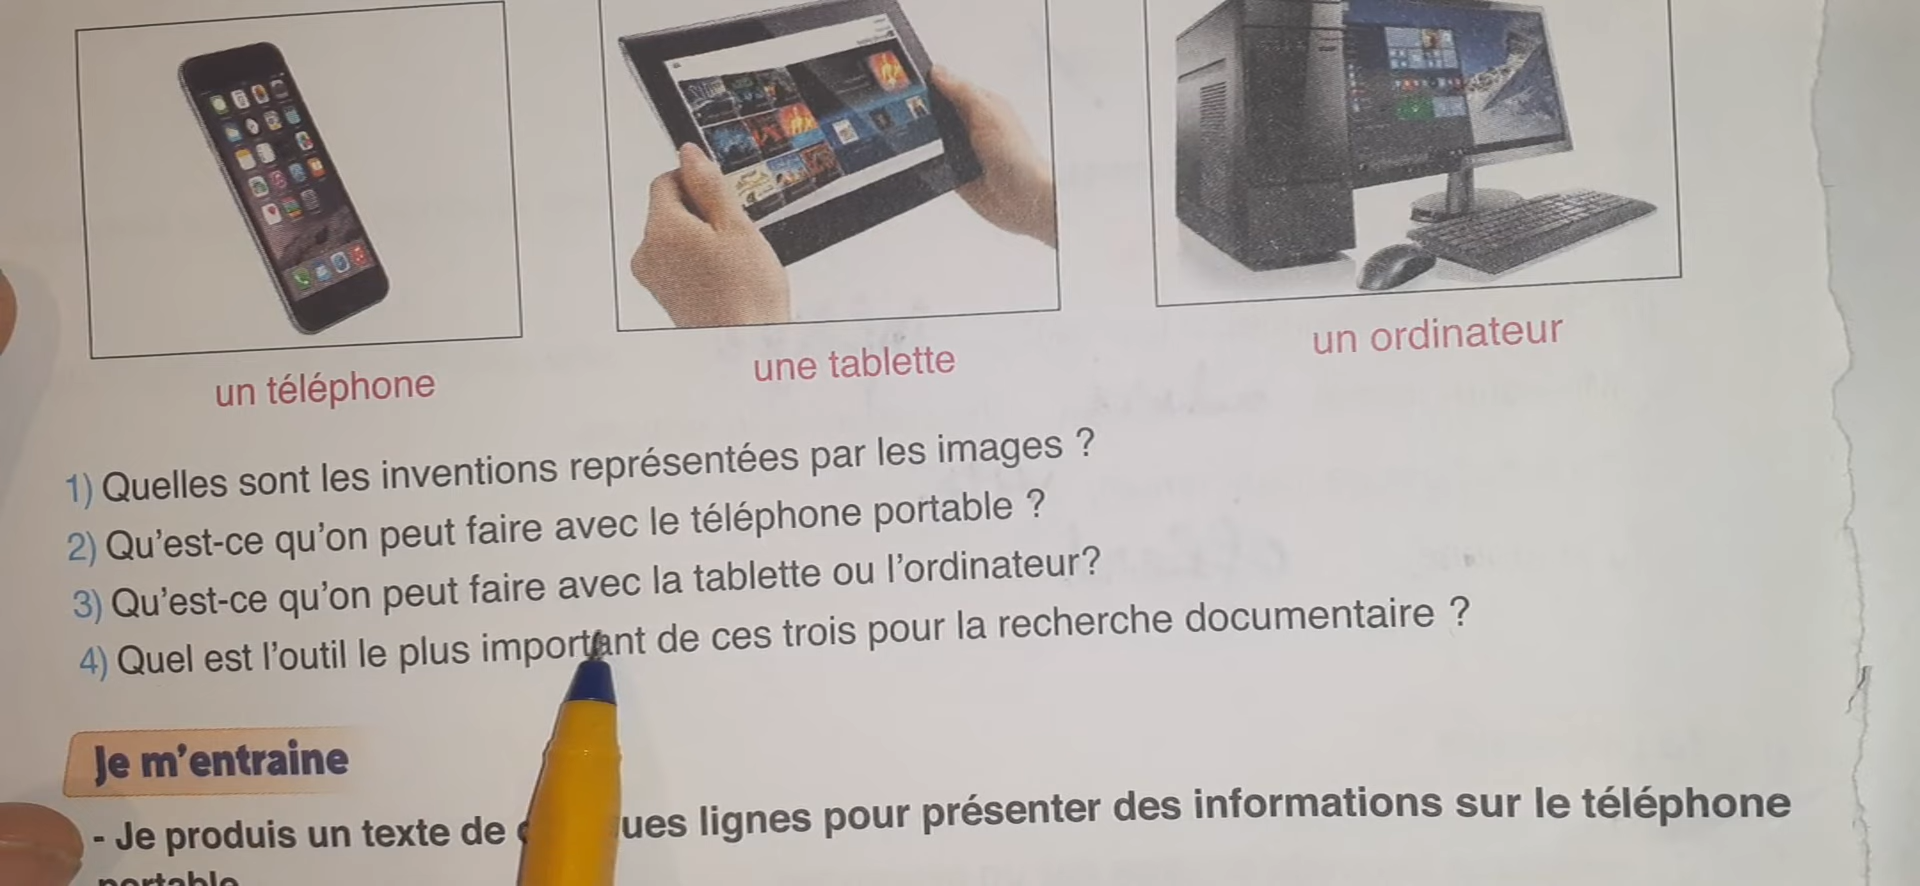 un téléphone
une tablette
un ordinateur
1) Quelles sont les inventions représentées par les images ?
2) Qu'est-ce qu'on peut faire avec le téléphone portable ?
3) Qu'est-ce qu'on peut faire avec la tablette ou l'ordinateur?
4) Quel est l'outil le plus important de ces trois pour la recherche documentaire ?
Je m'entraine
- Je produis un texte de ues lignes pour présenter des informations sur le téléphone
portable